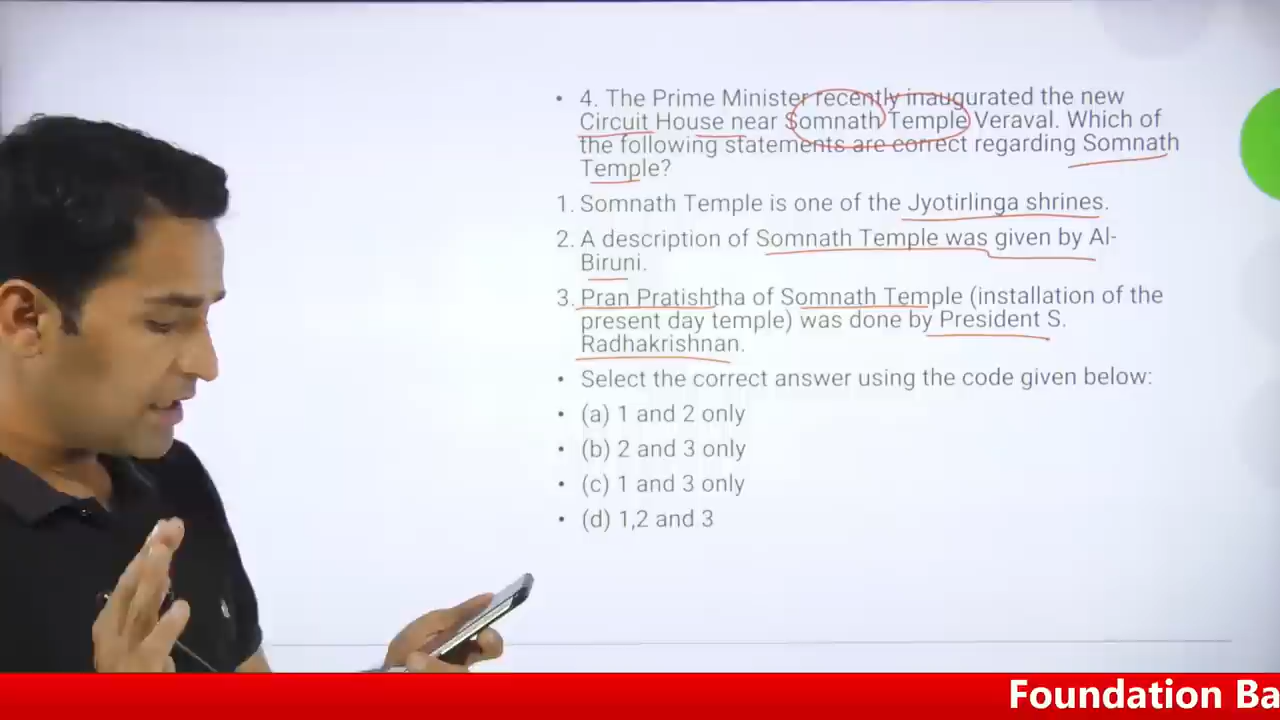 4. The Prime Minister recently inaugurated the new
Circuit House near Somnath Temple Veraval. Which of
the following statements are correct regarding Somnath
Temple?
1. Somnath Temple is one of the Jyotirlinga shrines.
2. A description of Somnath Temple was given by Al-
Biruni.
3. Pran Pratishtha of Somnath Temple (installation of the
present day temple) was done by President S.
Radhakrishnan.
Select the correct answer using the code given below:
(a) 1 and 2 only
(b) 2 and 3 only
(c) 1 and 3 only
(d) 1,2 and 3
Foundation Ba